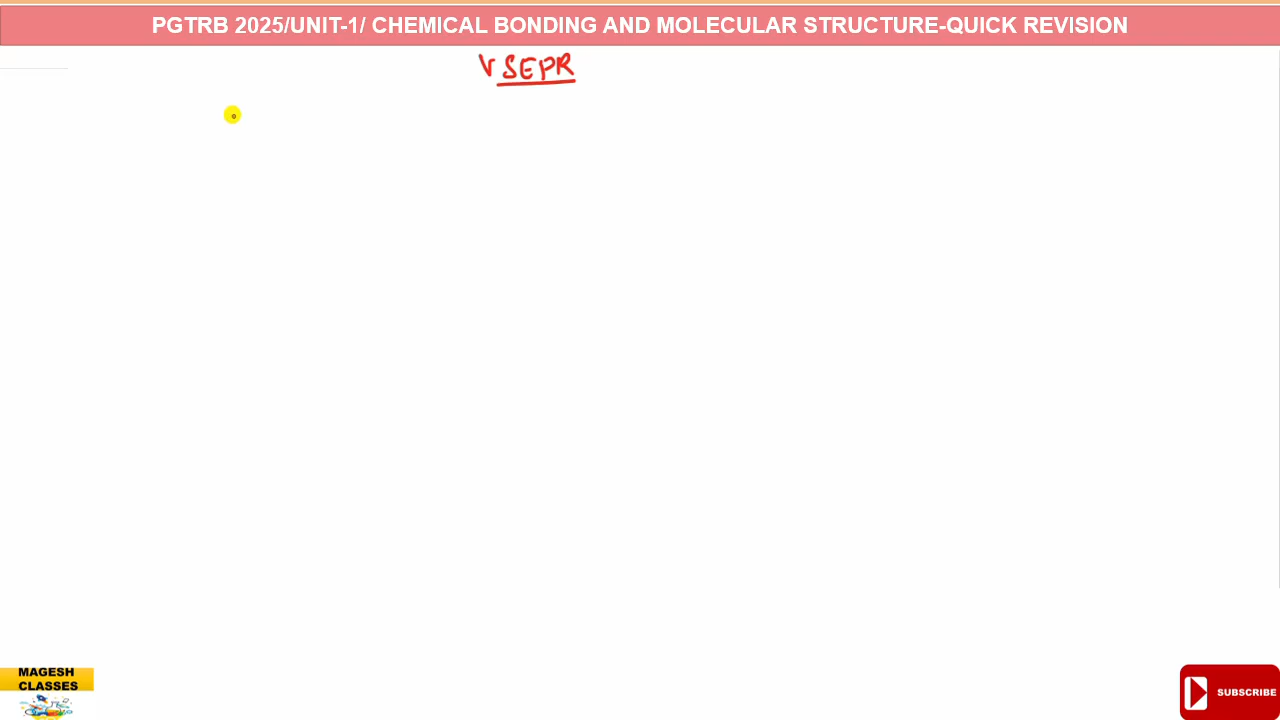 PGTRB 2025/UNIT-1/ CHEMICAL BONDING AND MOLECULAR STRUCTURE-QUICK REVISION
VSEPR
MAGESH
CLASSES
SUBSCRIBE